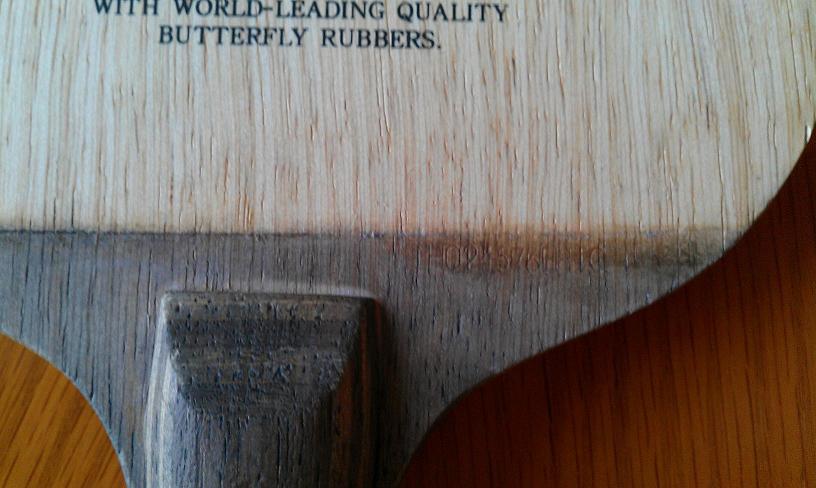 WITH WORLD-LEADING QUALITY
BUTTERFLY RUBBERS.